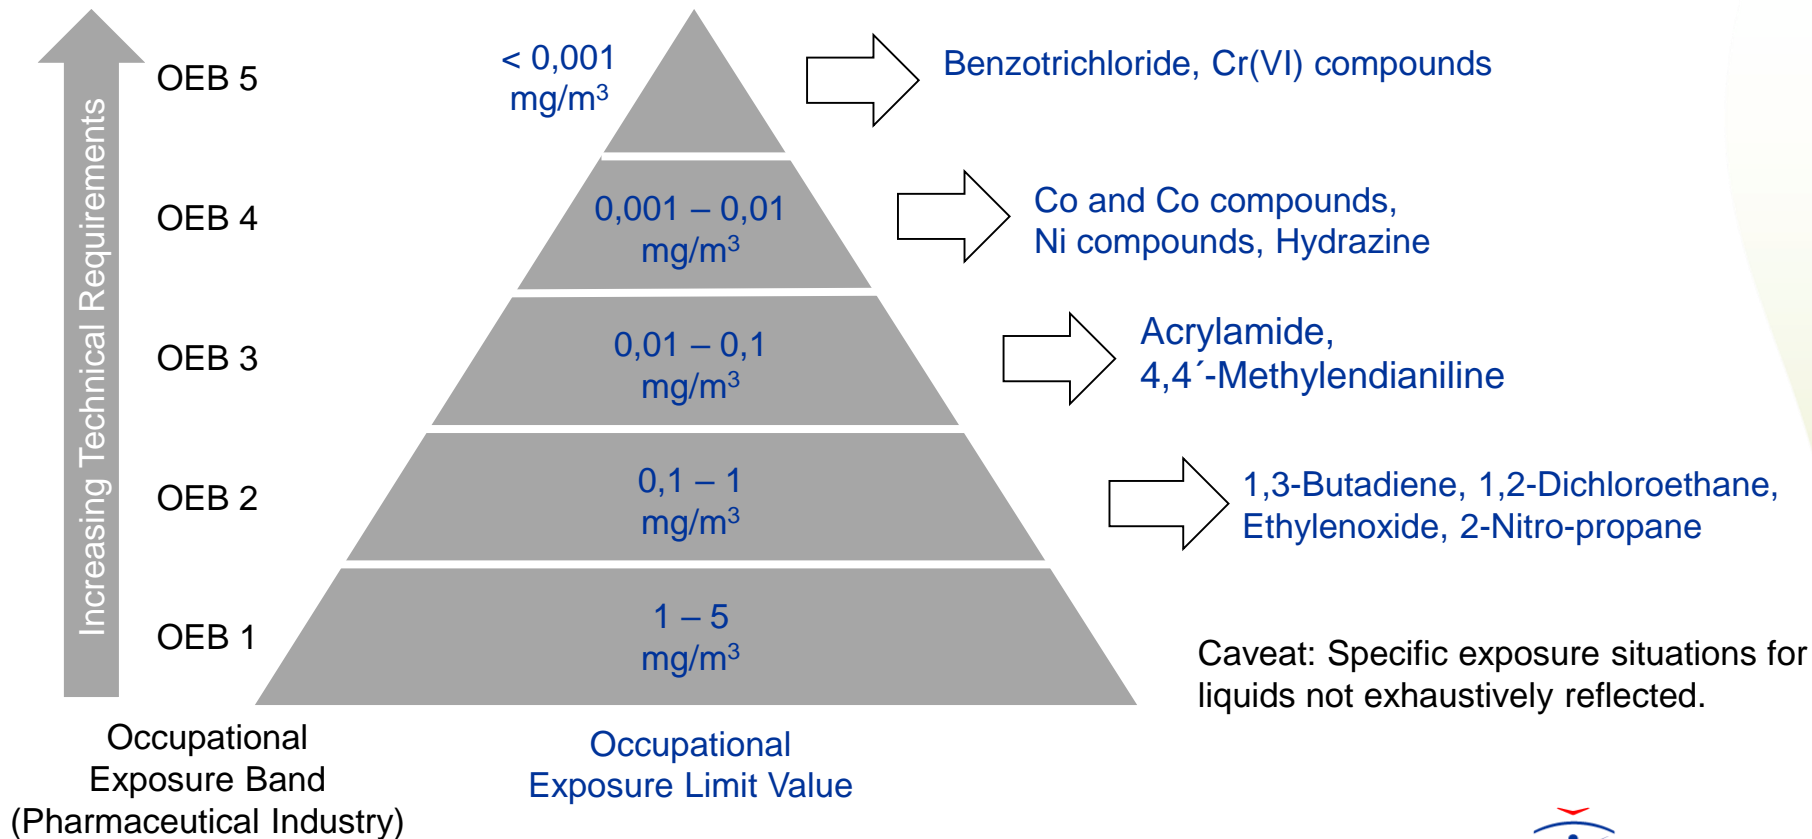 Increasing Technical Requirements
OEB 5
< 0,001
mg/m³
Benzotrichloride, Cr(VI) compounds
OEB 4
0,001 – 0,01
mg/m³
Co and Co compounds,
Ni compounds, Hydrazine
OEB 3
0,01 – 0,1
mg/m³
Acrylamide,
4,4´-Methylendianiline
OEB 2
0,1 – 1
mg/m³
1,3-Butadiene, 1,2-Dichloroethane,
Ethylenoxide, 2-Nitro-propane
OEB 1
1 – 5
mg/m³
Caveat: Specific exposure situations for
liquids not exhaustively reflected.
Occupational
Exposure Band
(Pharmaceutical Industry)
Occupational
Exposure Limit Value